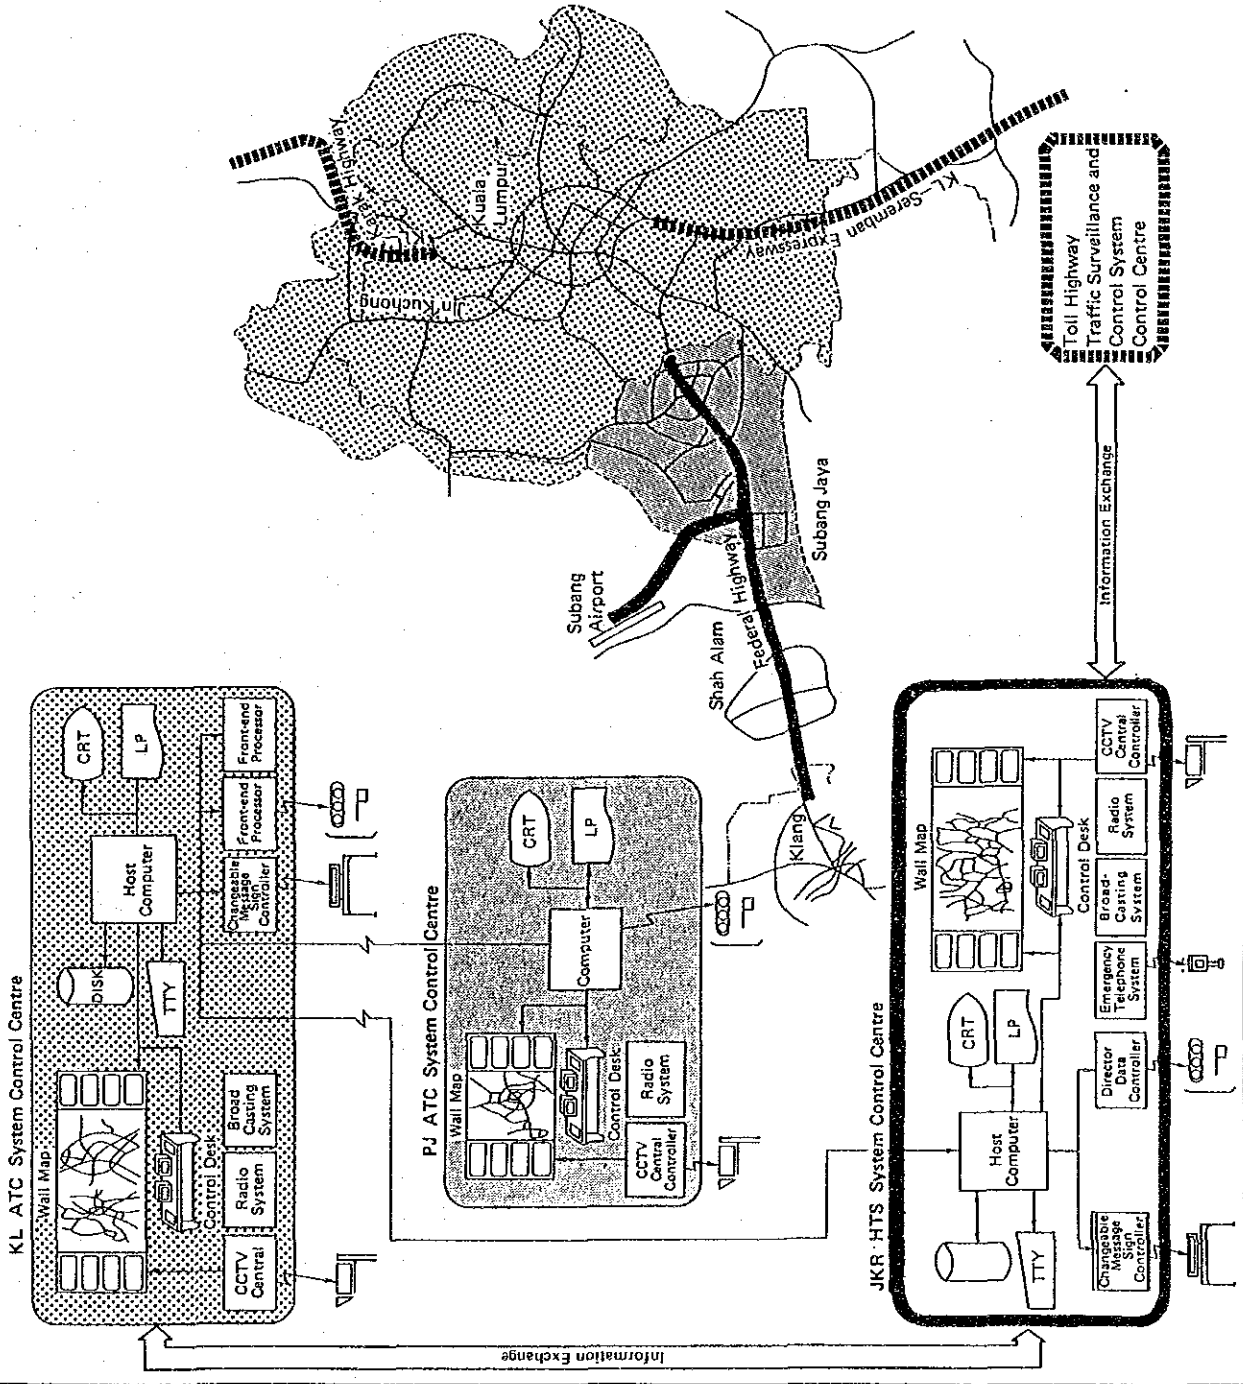 KL ATC System Control Centre
Wall Map
Control Desk
CCTV
Central
Radio
System
Broad
Casting
System
DISK
TTY
Host
Computer
CRT
LP
Changeable
Message
Sign
Controller
Front-end
Processor
Front-end
Processor
PJ ATC System Control Centre
Wall Map
Control Desk
CCTV
Central
Controller
Radio
System
Computer
CRT
LP
JKR HTS System Control Centre
TTY
Host
Computer
CRT
LP
Wall Map
Control Desk
Changeable
Message
Sign
Controller
Director
Data
Controller
Emergency
Telephone
System
Broad-
Casting
System
Radio
System
CCTV
Central
Controller
Information Exchange
Information Exchange
Toll Highway
Traffic Surveillance and
Control System
Control Centre
Klang
Shah Alam
Federal Highway
Subang
Airport
Subang Jaya
Jln Kuchong
Kuala
Lumpur
Highway
KL-Seremban Expressway